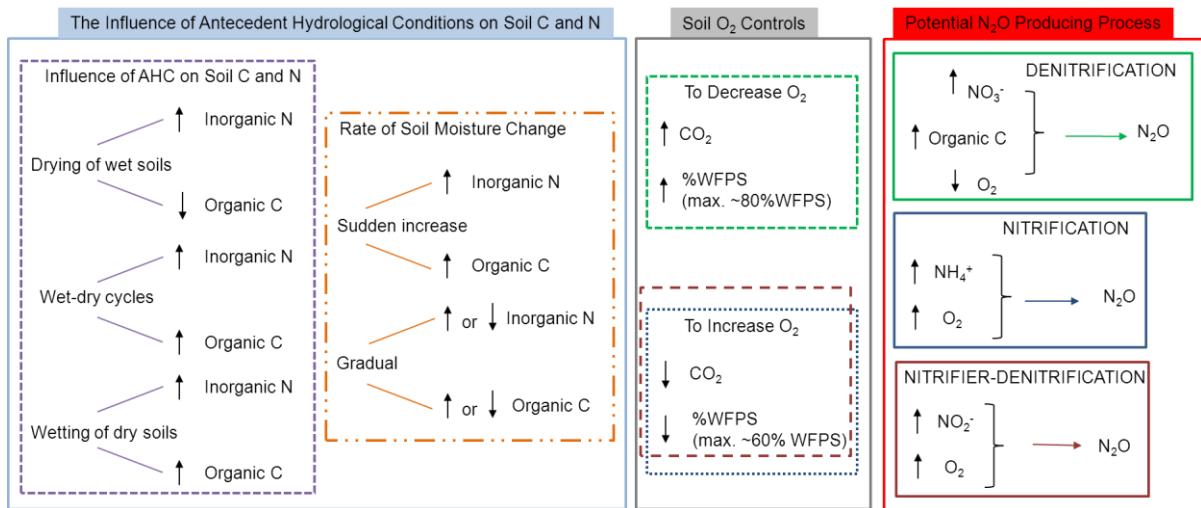 The Influence of Antecedent Hydrological Conditions on Soil C and N
Influence of AHC on Soil C and N
↑ Inorganic N
Drying of wet soils
↓ Organic C
↑ Inorganic N
Wet-dry cycles
↑ Organic C
↑ Inorganic N
Wetting of dry soils
↑ Organic C
Rate of Soil Moisture Change
↑ Inorganic N
Sudden increase
↑ Organic C
↑ or ↓ Inorganic N
Gradual
↑ or ↓ Organic C
Soil O₂ Controls
To Decrease O₂
↑ CO₂
↑ %WFPS
(max. ~80%WFPS)
To Increase O₂
↓ CO₂
↓ %WFPS
(max. ~60% WFPS)
Potential N₂O Producing Process
DENITRIFICATION
↑ NO₃⁻
↑ Organic C
↓ O₂
N₂O
NITRIFICATION
↑ NH₄⁺
↑ O₂
N₂O
NITRIFIER-DENITRIFICATION
↑ NO₂⁻
↑ O₂
N₂O